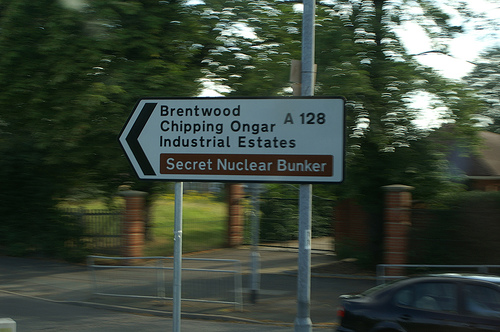 Brentwood
Chipping Ongar A 128
Industrial Estates
Secret Nuclear Bunker